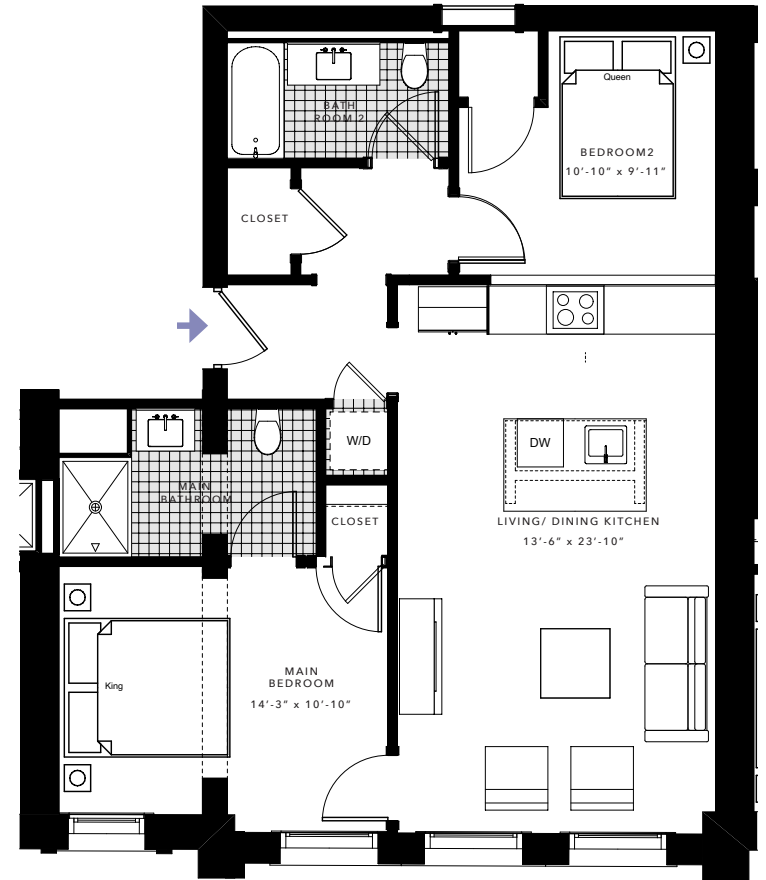 Queen
BATH
ROOM 2
BEDROOM2
10'-10" x 9'-11"
CLOSET
W/D
DW
MAIN
BATHROOM
CLOSET
LIVING/ DINING KITCHEN
13'-6" x 23'-10"
King
MAIN
BEDROOM
14'-3" x 10'-10"